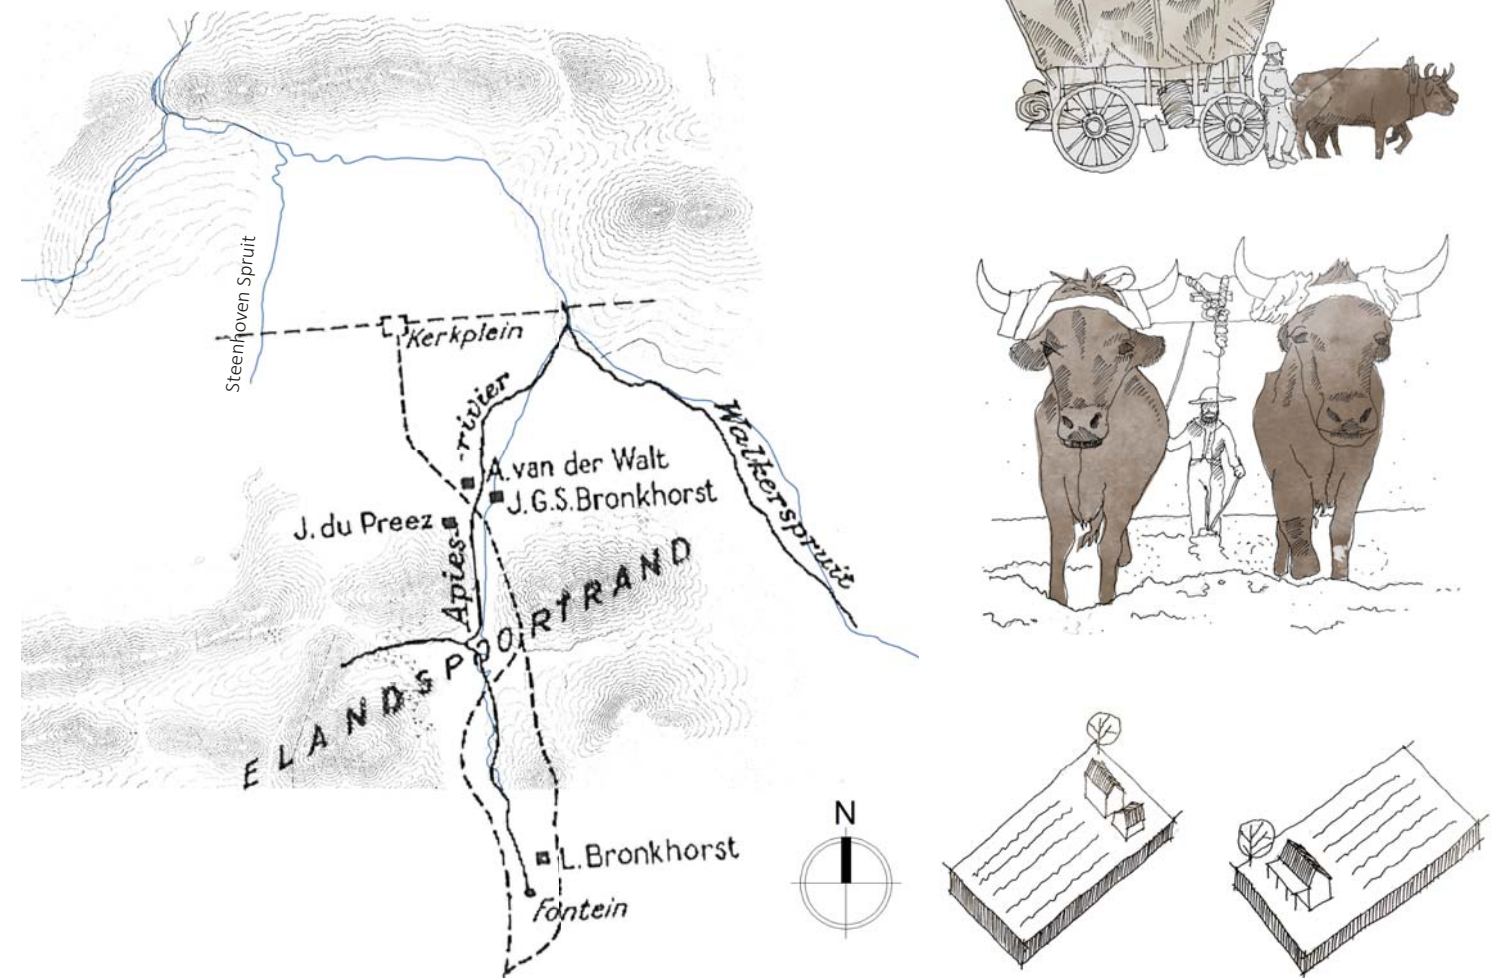 Steenhoven Spruit
Kerkplein
Apies-rivier
Walkerspruit
A.van der Walt
J.G.S.Bronkhorst
J.du Preez
ELANDSPOORTRAND
N
L.Bronkhorst
Fontein